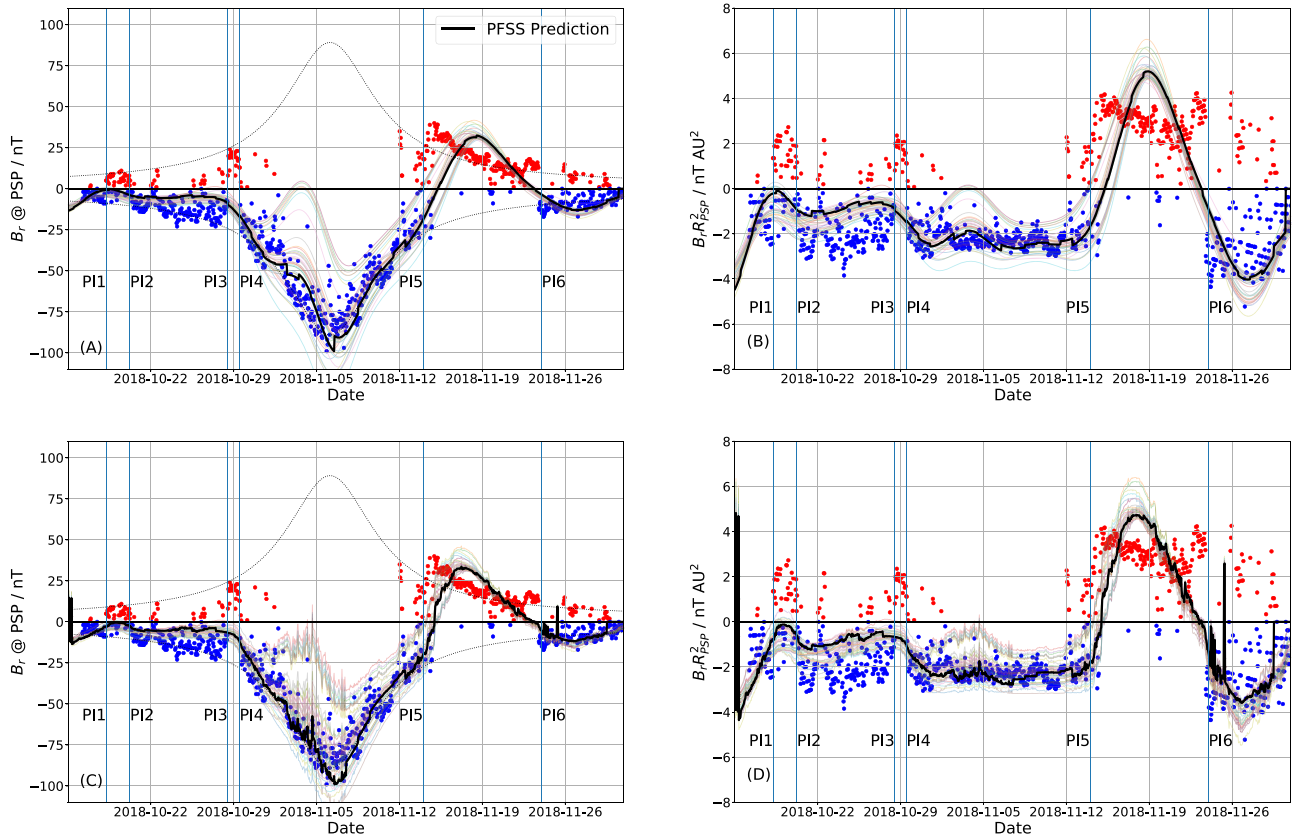 PFSS Prediction
100
75
50
25
0
−25
−50
−75
−100
B_r @ PSP / nT
PI1 PI2 PI3 PI4 PI5 PI6
(A)
2018-10-22 2018-10-29 2018-11-05 2018-11-12 2018-11-19 2018-11-26
Date
8
6
4
2
0
−2
−4
−6
−8
B_r R²_PSP / nT AU²
PI1 PI2 PI3 PI4 PI5 PI6
(B)
2018-10-22 2018-10-29 2018-11-05 2018-11-12 2018-11-19 2018-11-26
Date
100
75
50
25
0
−25
−50
−75
−100
B_r @ PSP / nT
PI1 PI2 PI3 PI4 PI5 PI6
(C)
2018-10-22 2018-10-29 2018-11-05 2018-11-12 2018-11-19 2018-11-26
Date
8
6
4
2
0
−2
−4
−6
−8
B_r R²_PSP / nT AU²
PI1 PI2 PI3 PI4 PI5 PI6
(D)
2018-10-22 2018-10-29 2018-11-05 2018-11-12 2018-11-19 2018-11-26
Date